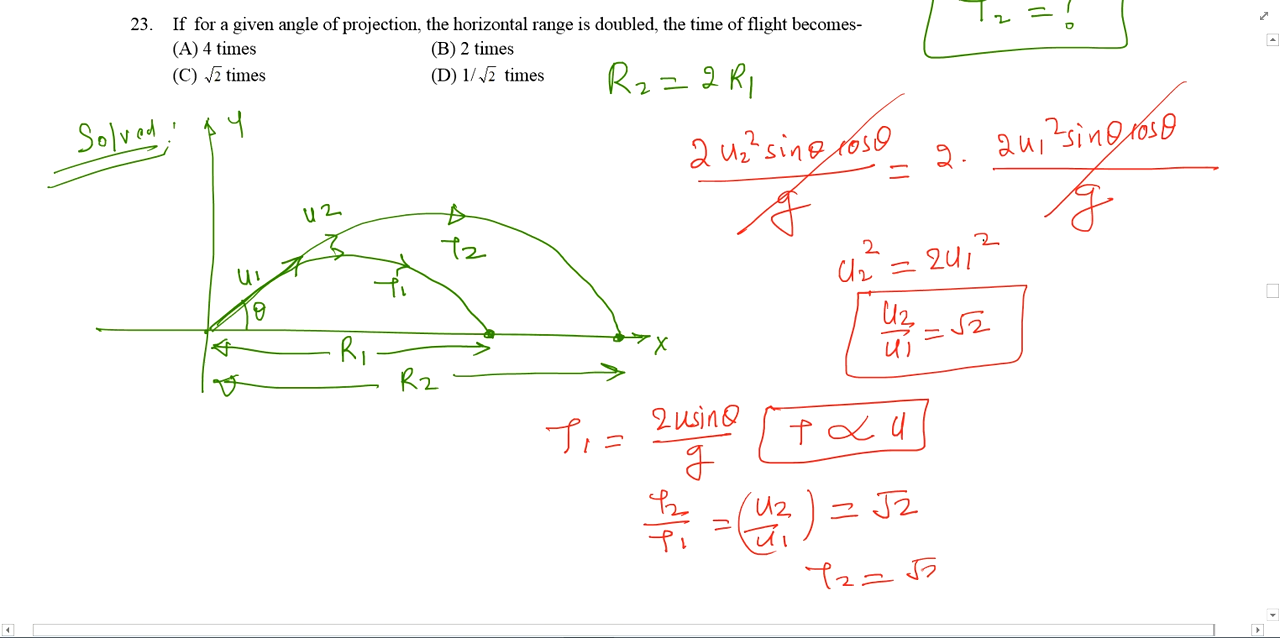 T₂ = ?
23. If for a given angle of projection, the horizontal range is doubled, the time of flight becomes-
(A) 4 times (B) 2 times
(C) √2 times (D) 1/√2 times
R₂ = 2 R₁
Solved:
Y
2u₂² sinθ cosθ / g = 2. 2u₁² sinθ cosθ / g
u2
T₂
u₁
T₁
θ
u₂² = 2u₁²
u₂/u₁ = √2
X
R₁
R₂
T₁ = 2usinθ / g T ∝ u
T₂/T₁ = (u₂/u₁) = √2
T₂ = √2